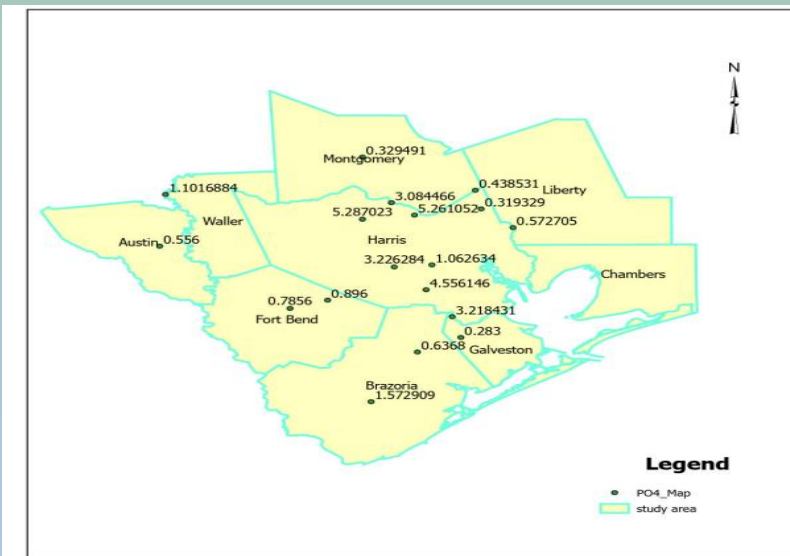 N
0.329491
Montgomery
0.438531
Liberty
1.1016884
3.084466
0.319329
5.287023
5.261052
Waller
0.572705
Austin
0.556
Harris
3.226284
1.062634
Chambers
4.556146
0.7856
0.896
3.218431
Fort Bend
0.283
0.6368
Galveston
Brazoria
1.572909
Legend
PO4_Map
study area